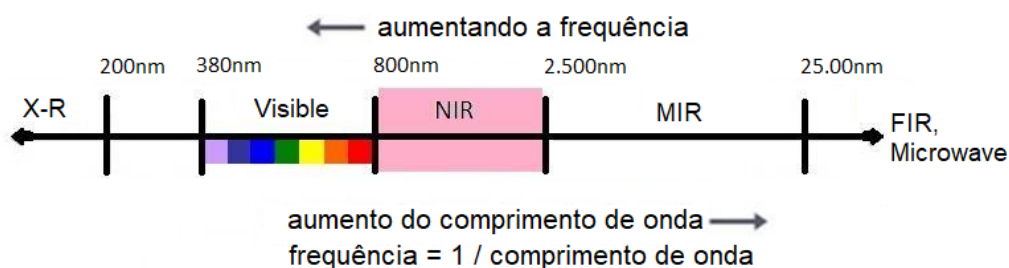 aumentando a frequência
200nm 380nm 800nm 2.500nm 25.00nm
X-R Visible NIR MIR FIR,
Microwave
aumento do comprimento de onda
frequência = 1 / comprimento de onda